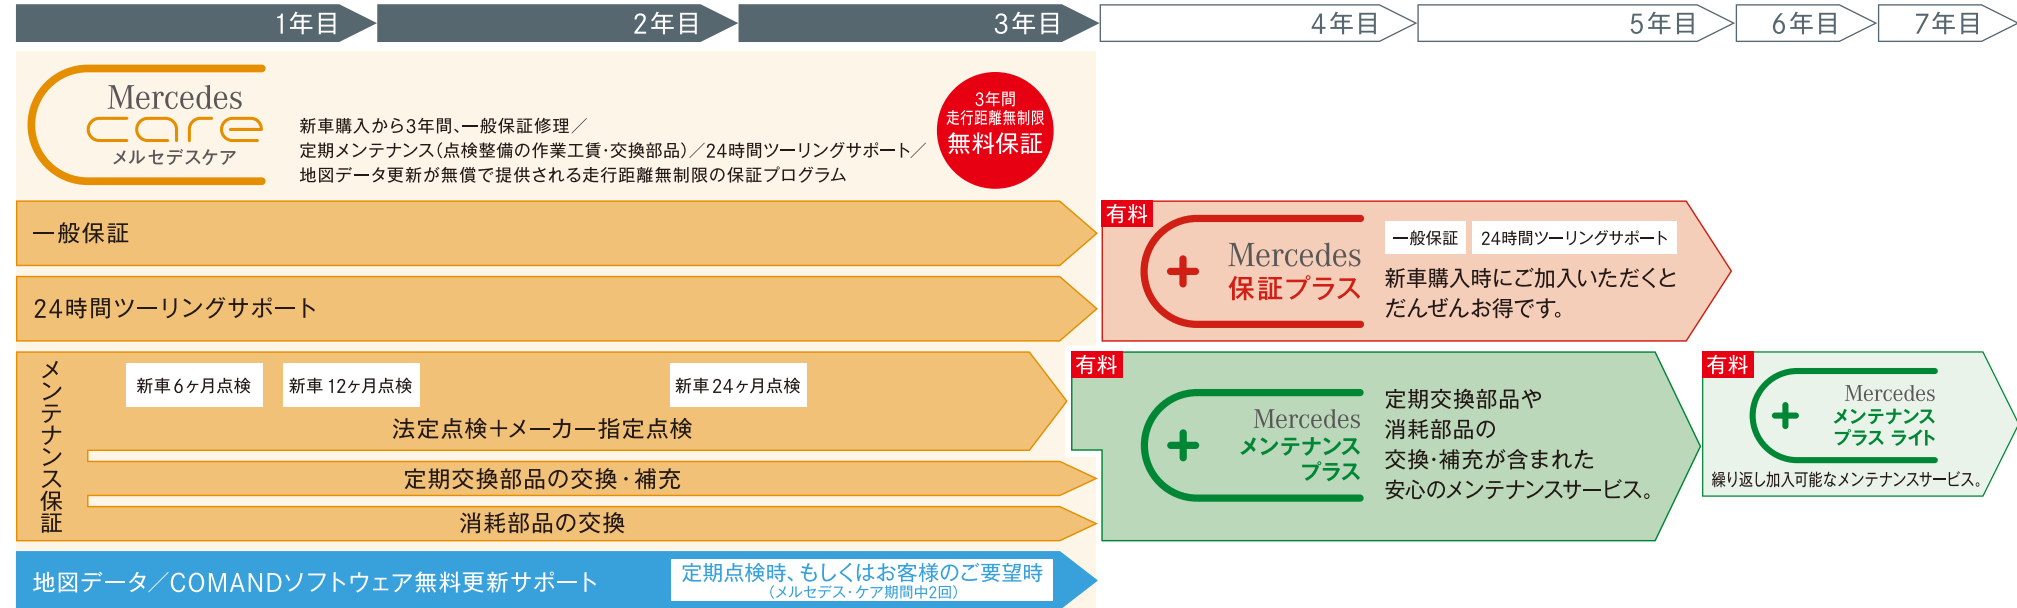 1年目
2年目
3年目
4年目
5年目
6年目
7年目
Mercedes
care
メルセデスケア
新車購入から3年間、一般保証修理／
定期メンテナンス（点検整備の作業工賃・交換部品）／24時間ツーリングサポート／
地図データ更新が無償で提供される走行距離無制限の保証プログラム
3年間
走行距離無制限
無料保証
一般保証
24時間ツーリングサポート
有料
Mercedes
保証プラス
一般保証
24時間ツーリングサポート
新車購入時にご加入いただくと
だんぜんお得です。
メンテナンス保証
新車6ヶ月点検
新車12ヶ月点検
新車24ヶ月点検
法定点検＋メーカー指定点検
定期交換部品の交換・補充
消耗部品の交換
有料
Mercedes
メンテナンス
プラス
定期交換部品や
消耗部品の
交換・補充が含まれた
安心のメンテナンスサービス。
有料
Mercedes
メンテナンス
プラス ライト
繰り返し加入可能なメンテナンスサービス。
地図データ／COMANDソフトウェア無料更新サポート
定期点検時、もしくはお客様のご要望時
（メルセデス・ケア期間中2回）